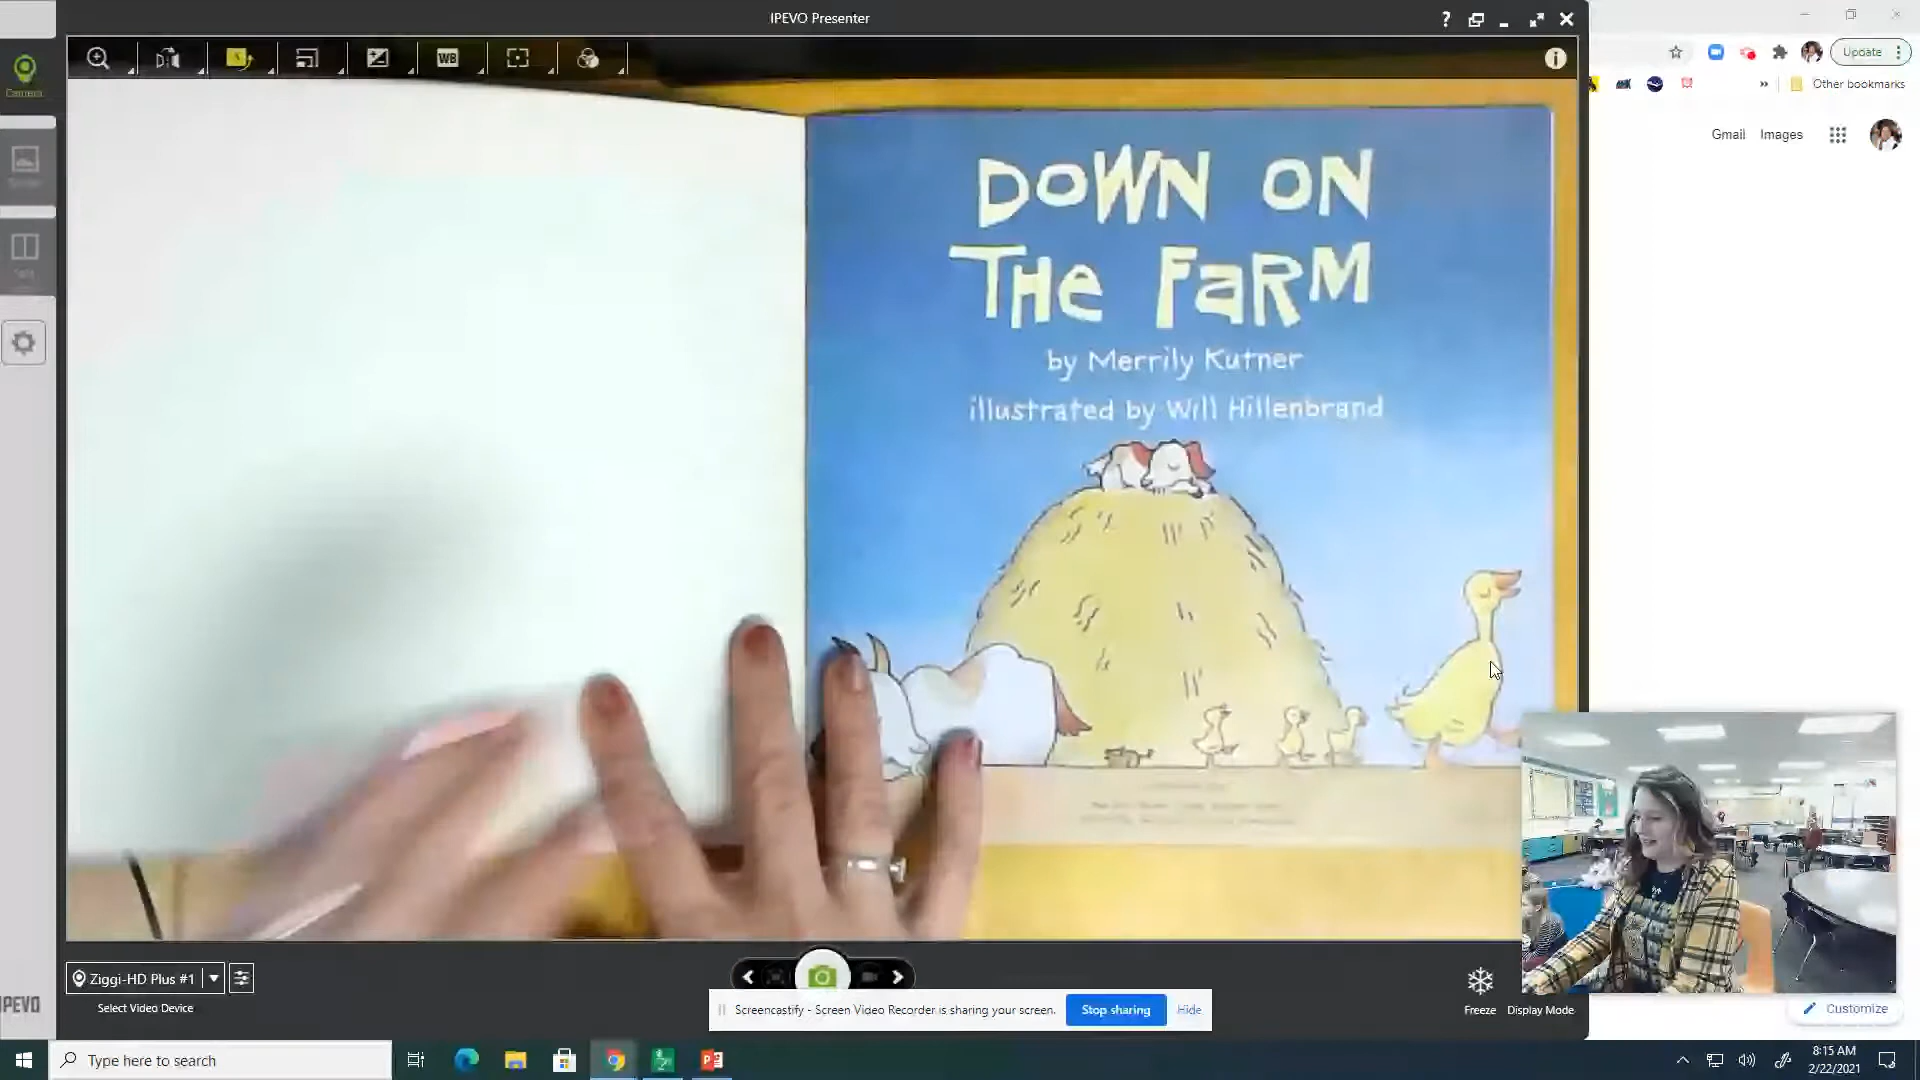 IPEVO Presenter
?
Camera
WB
Update
Other bookmarks
Gmail
Images
DOWN ON
THE FARM
by Merrily Kutner
illustrated by Will Hillenbrand
Ziggi-HD Plus #1
Select Video Device
IPEVO
Freeze
Display Mode
Screencastify - Screen Video Recorder is sharing your screen.
Stop sharing
Hide
Customize
Type here to search
8:15 AM
2/22/2021